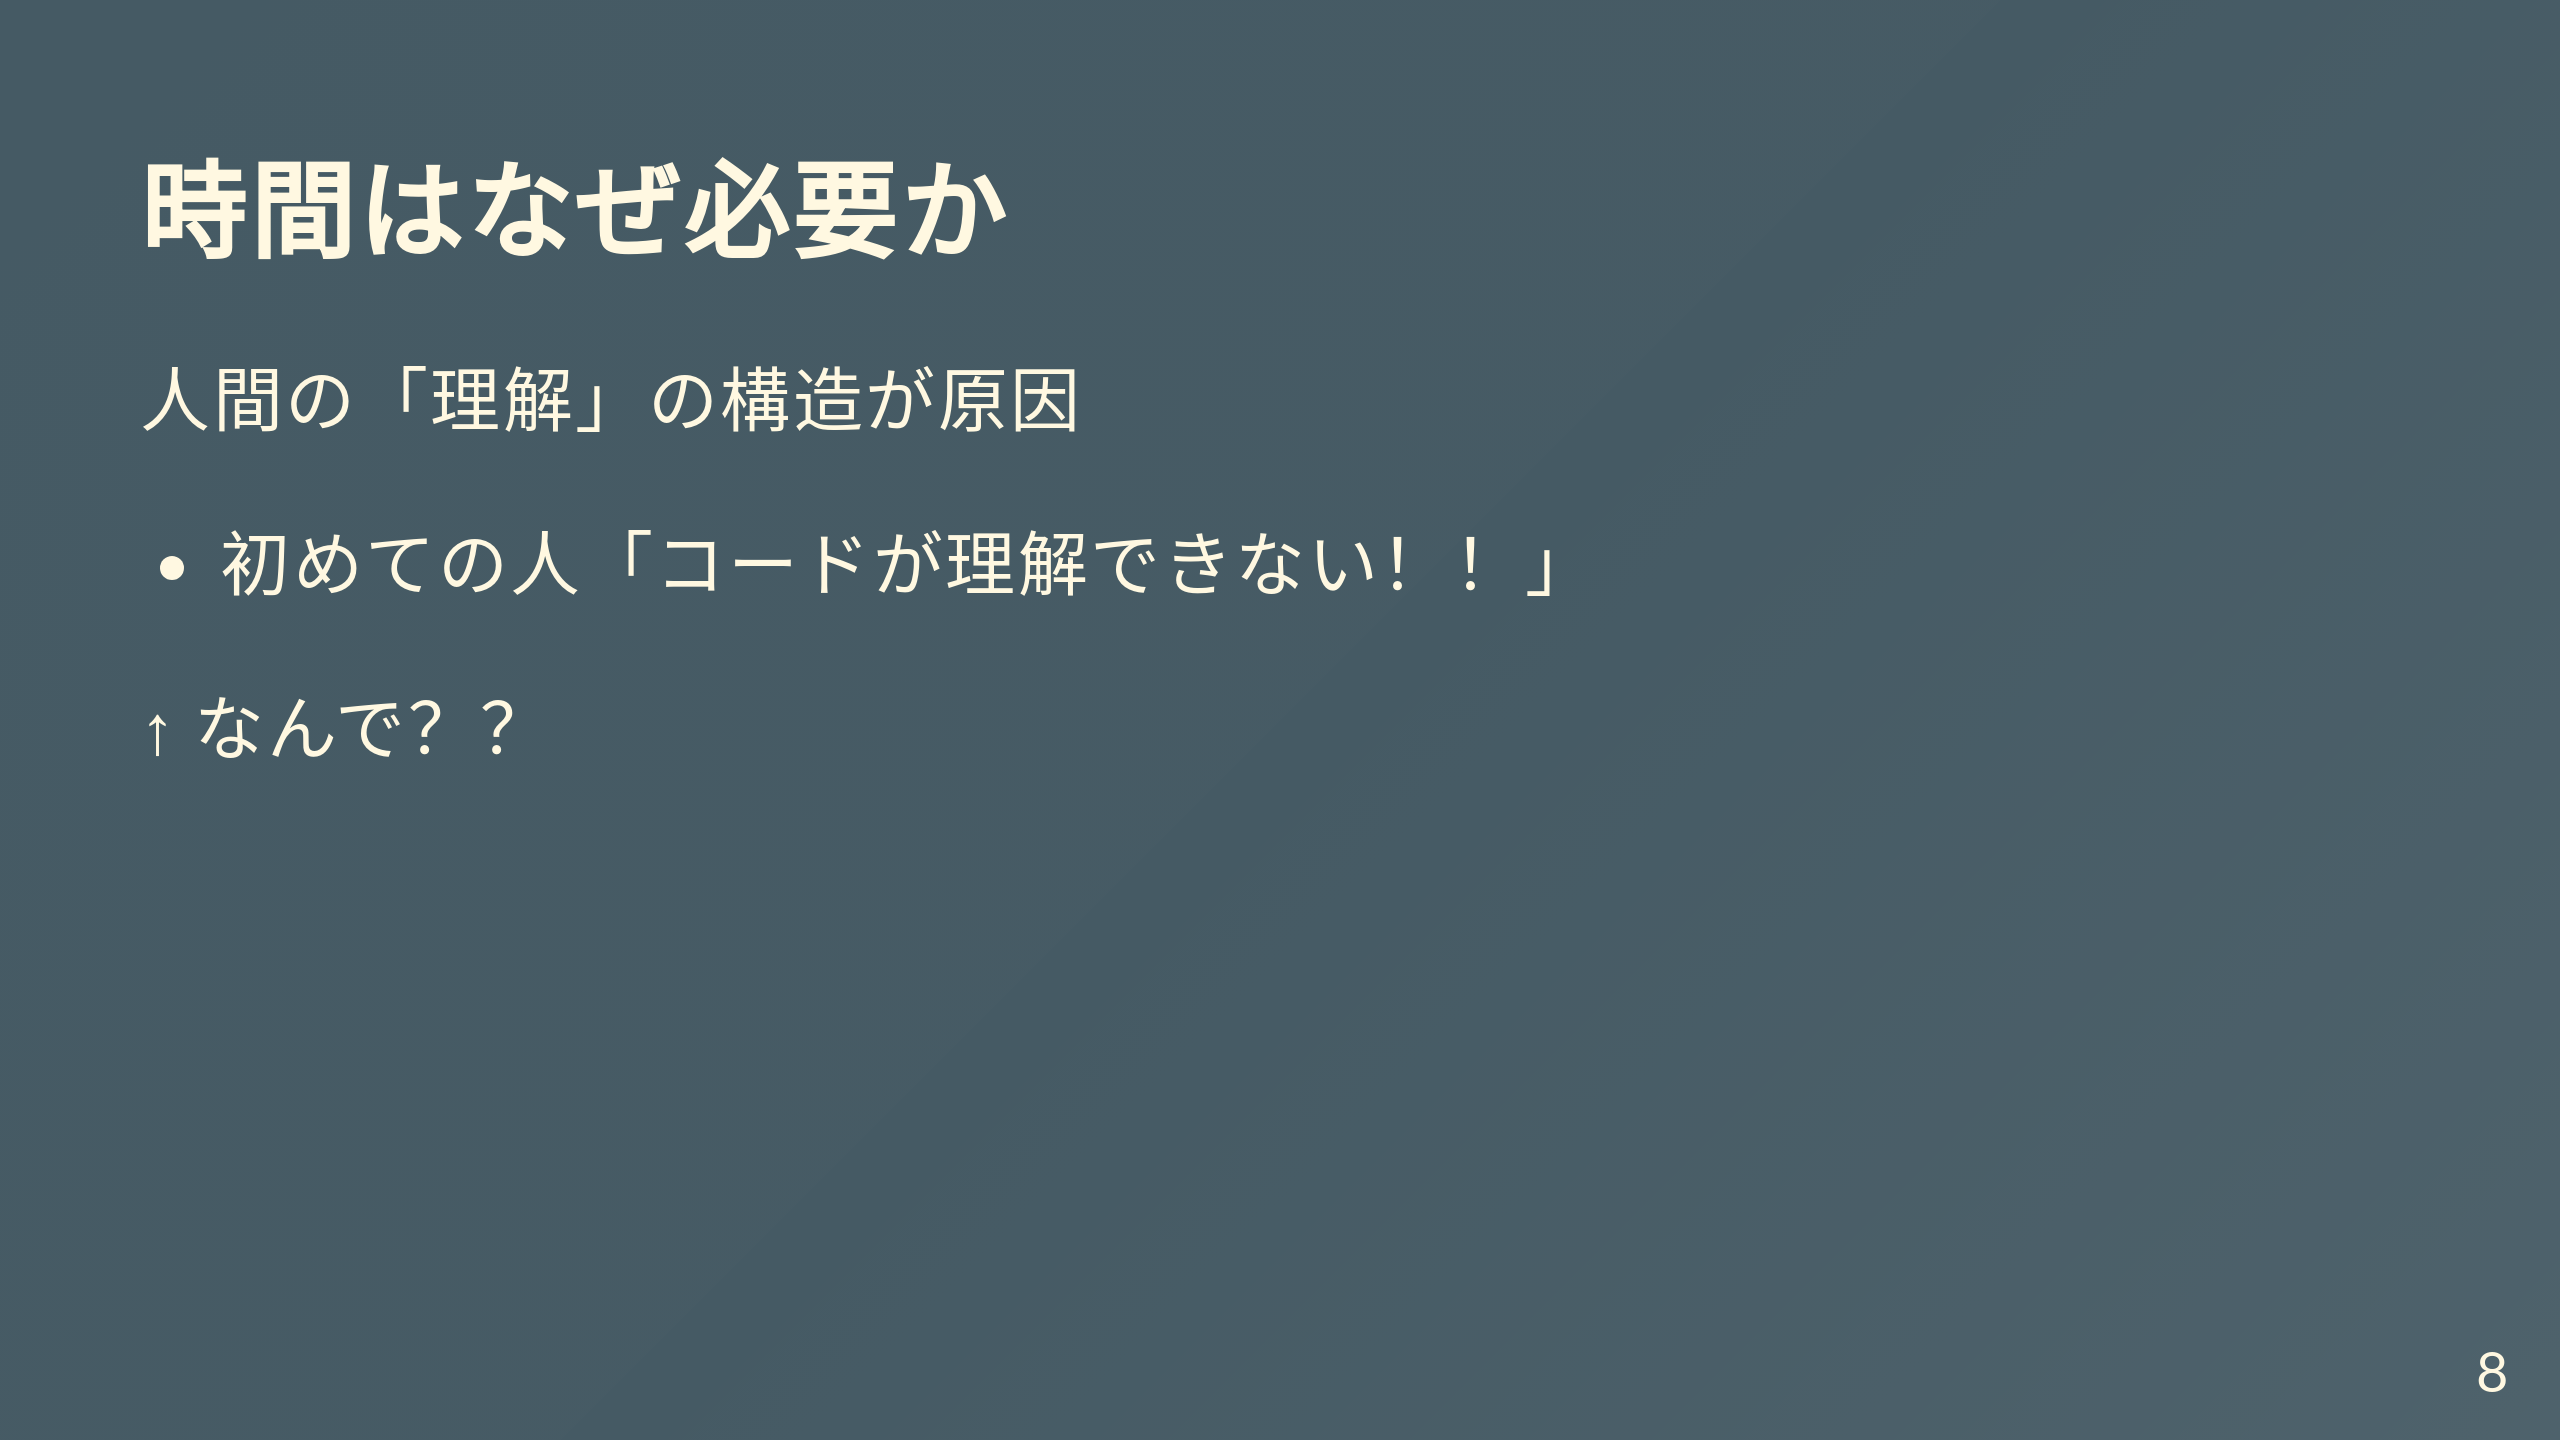 時間はなぜ必要か
人間の「理解」の構造が原因
• 初めての人「コードが理解できない！！」
↑ なんで？？
8